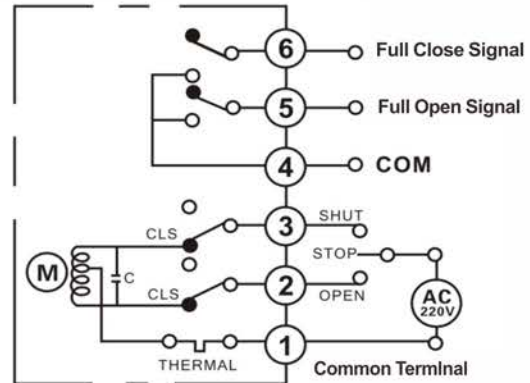 6 Full Close Signal
5 Full Open Signal
4 COM
3 SHUT
CLS
STOP
M
C
CLS
2 OPEN
AC
220V
1
THERMAL
Common Termlnal